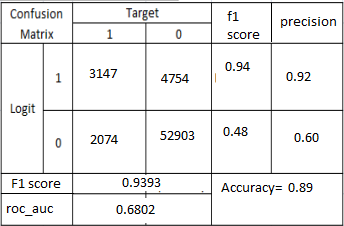 Confusion Matrix Target f1 score precision
1 0
Logit 1 3147 4754 0.94 0.92
0 2074 52903 0.48 0.60
F1 score 0.9393 Accuracy= 0.89
roc_auc 0.6802